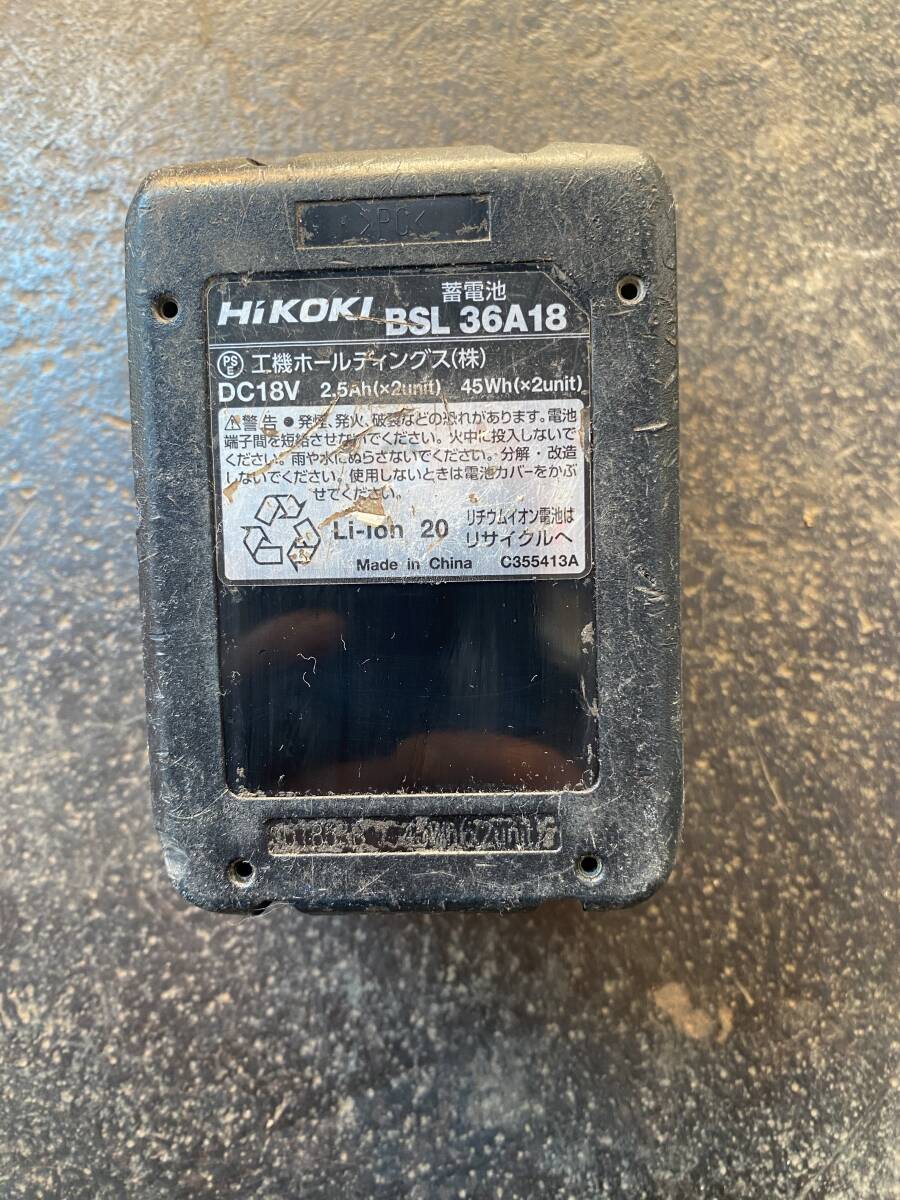 >PC<
HiKOKI 蓄電池
BSL 36A18
PSE 工機ホールディングス(株)
DC18V 2.5Ah(×2unit) 45Wh(×2unit)
⚠警告 ●発煙、発火、破裂などの恐れがあります。電池
端子間を短絡させないでください。火中に投入しないで
ください。雨や水にぬらさないでください。分解・改造
しないでください。使用しないときは電池カバーをかぶ
せてください。
Li-ion 20 リチウムイオン電池は
リサイクルへ
Made in China C355413A